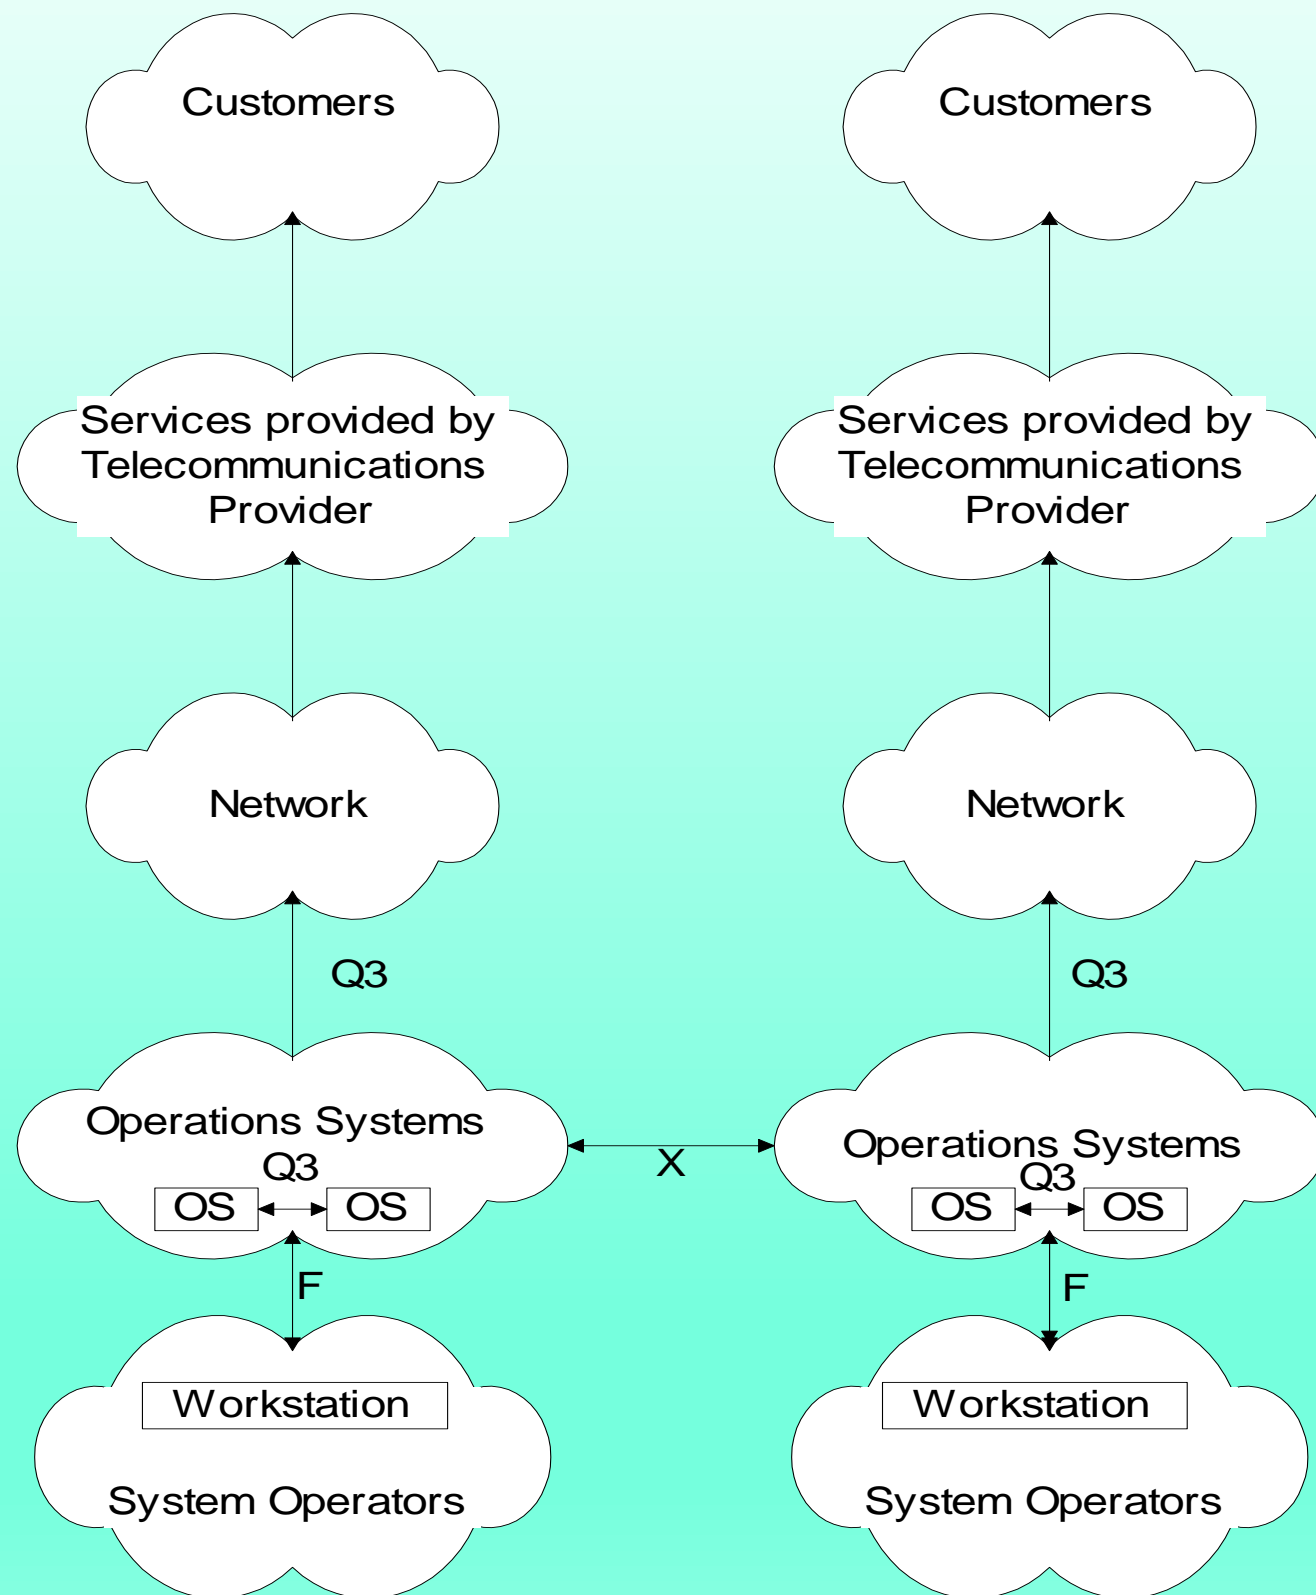 Customers
Customers
Services provided by
Telecommunications
Provider
Services provided by
Telecommunications
Provider
Network
Network
Q3
Q3
Operations Systems
Q3
OS
OS
X
Operations Systems
Q3
OS
OS
F
F
Workstation
System Operators
Workstation
System Operators